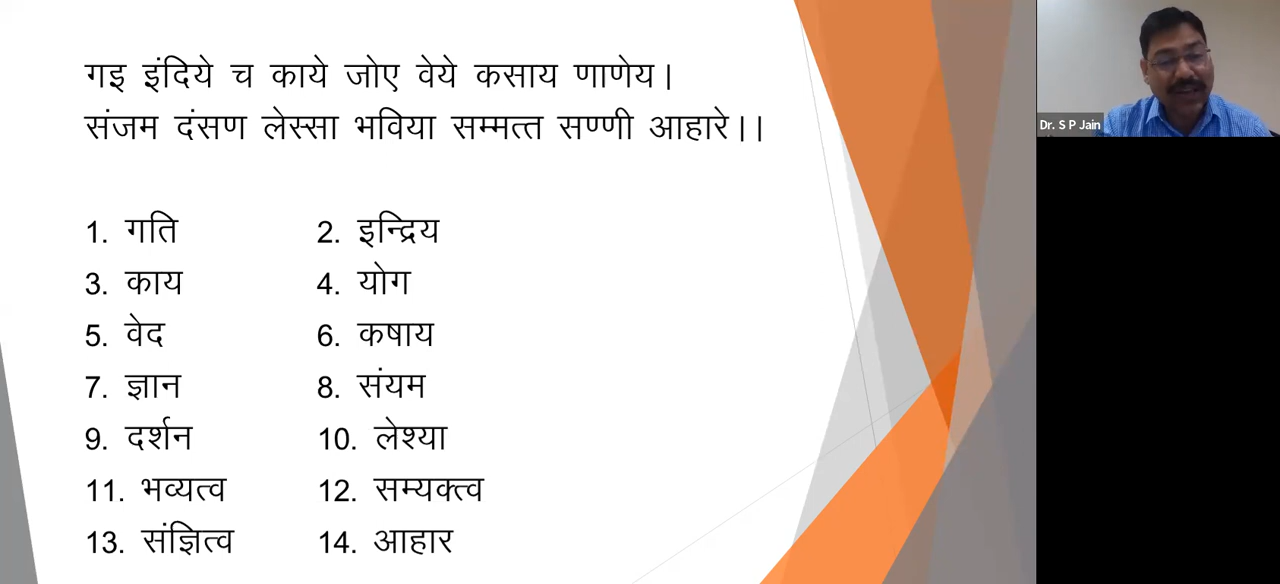 गइ इंदिये च काये जोए वेये कसाय णाणेय।
संजम दंसण लेस्सा भविया सम्मत्त सण्णी आहारे।।
1. गति 2. इन्द्रिय
3. काय 4. योग
5. वेद 6. कषाय
7. ज्ञान 8. संयम
9. दर्शन 10. लेश्या
11. भव्यत्व 12. सम्यक्त्व
13. संज्ञित्व 14. आहार
Dr. S P Jain